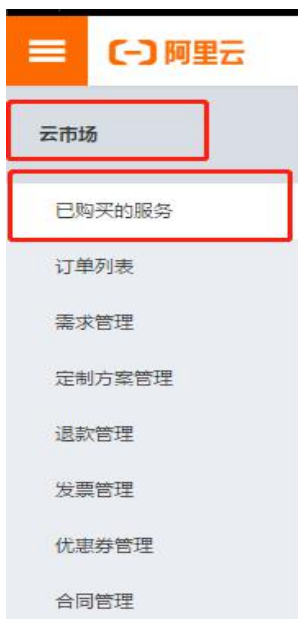 阿里云
云市场
已购买的服务
订单列表
需求管理
定制方案管理
退款管理
发票管理
优惠券管理
合同管理